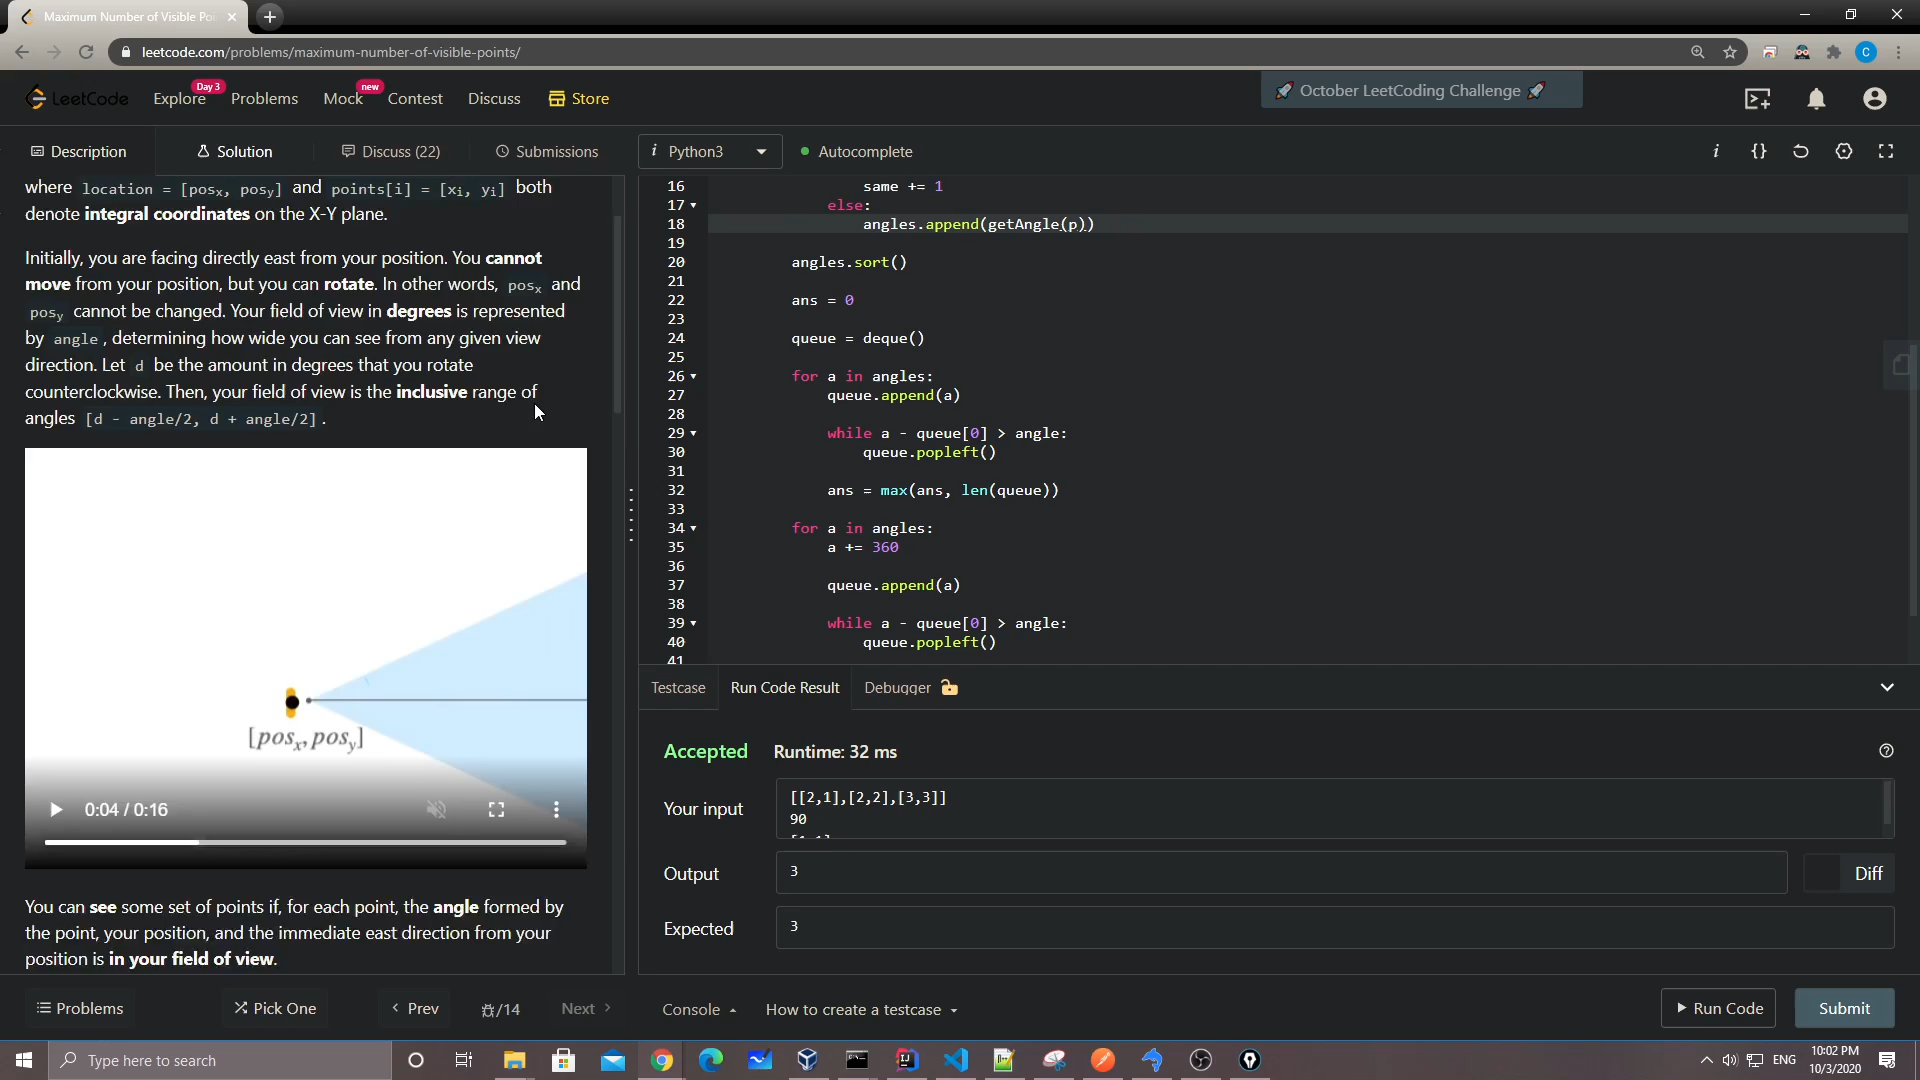 Maximum Number of Visible Poi
leetcode.com/problems/maximum-number-of-visible-points/
C
LeetCode
Explore
Day 3
Problems
Mock
new
Contest
Discuss
Store
🚀 October LeetCoding Challenge 🚀
Description
Solution
Discuss (22)
Submissions
i Python3
Autocomplete
i {}
where location = [posx, posy] and points[i] = [xi, yi] both
denote integral coordinates on the X-Y plane.
Initially, you are facing directly east from your position. You cannot
move from your position, but you can rotate. In other words, posx and
posy cannot be changed. Your field of view in degrees is represented
by angle, determining how wide you can see from any given view
direction. Let d be the amount in degrees that you rotate
counterclockwise. Then, your field of view is the inclusive range of
angles [d - angle/2, d + angle/2].
[posx, posy]
0:04 / 0:16
You can see some set of points if, for each point, the angle formed by
the point, your position, and the immediate east direction from your
position is in your field of view.
16 same += 1
17 else:
18 angles.append(getAngle(p))
19
20 angles.sort()
21
22 ans = 0
23
24 queue = deque()
25
26 for a in angles:
27 queue.append(a)
28
29 while a - queue[0] > angle:
30 queue.popleft()
31
32 ans = max(ans, len(queue))
33
34 for a in angles:
35 a += 360
36
37 queue.append(a)
38
39 while a - queue[0] > angle:
40 queue.popleft()
41
Testcase
Run Code Result
Debugger
Accepted
Runtime: 32 ms
Your input
[[2,1],[2,2],[3,3]]
90
Output
3
Diff
Expected
3
Problems
Pick One
Prev
/14
Next
Console
How to create a testcase
Run Code
Submit
Type here to search
ENG
10:02 PM
10/3/2020